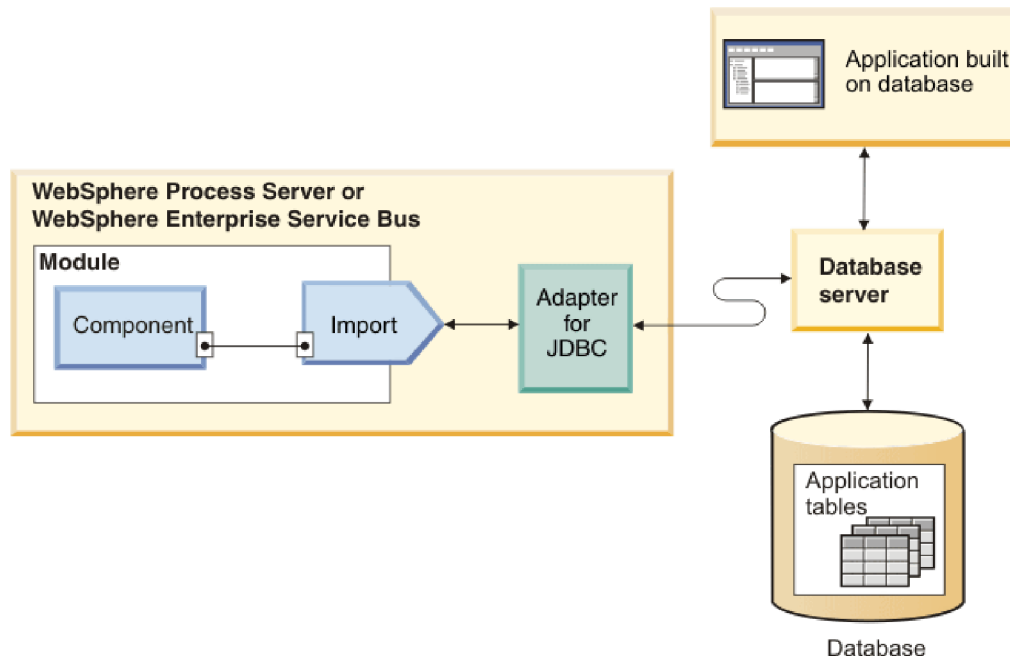 Application built
on database
WebSphere Process Server or
WebSphere Enterprise Service Bus
Module
Component
Import
Adapter
for
JDBC
Database
server
Application
tables
Database